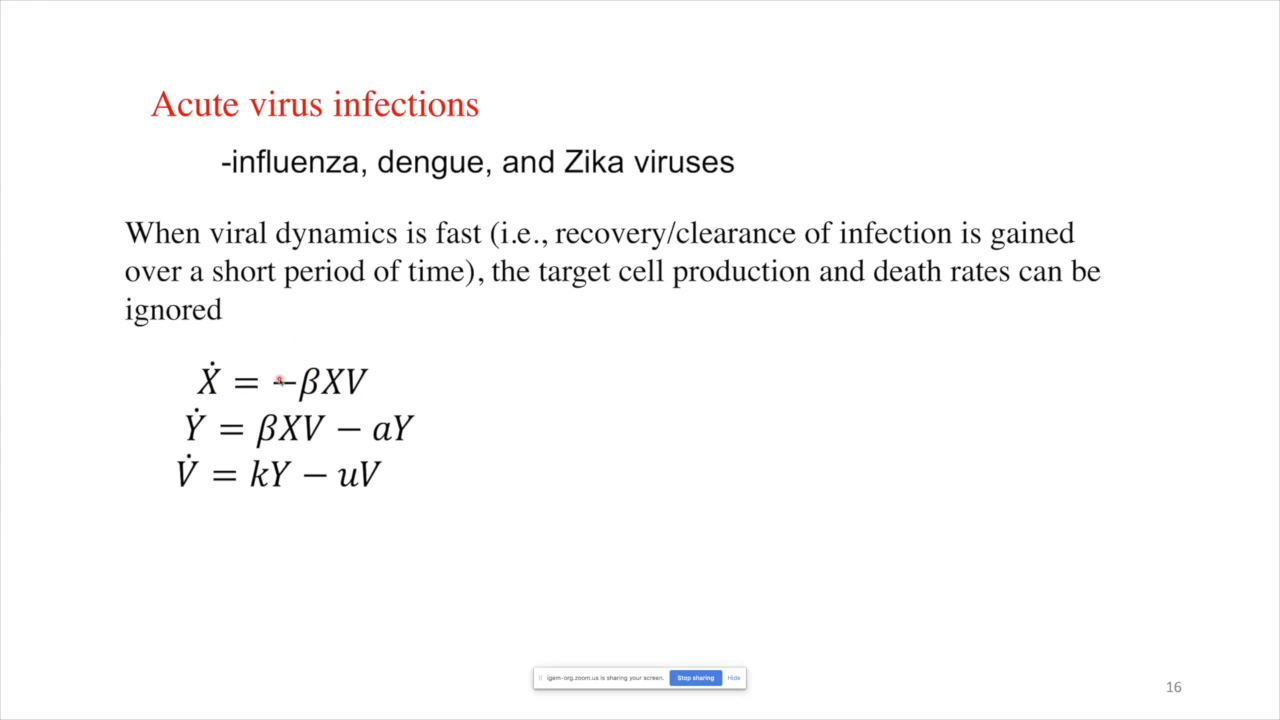 Acute virus infections
-influenza, dengue, and Zika viruses
When viral dynamics is fast (i.e., recovery/clearance of infection is gained
over a short period of time), the target cell production and death rates can be
ignored
Ẋ = −βXV
Ẏ = βXV − aY
V̇ = kY − uV
igem-org.zoom.us is sharing your screen. Stop sharing Hide
16